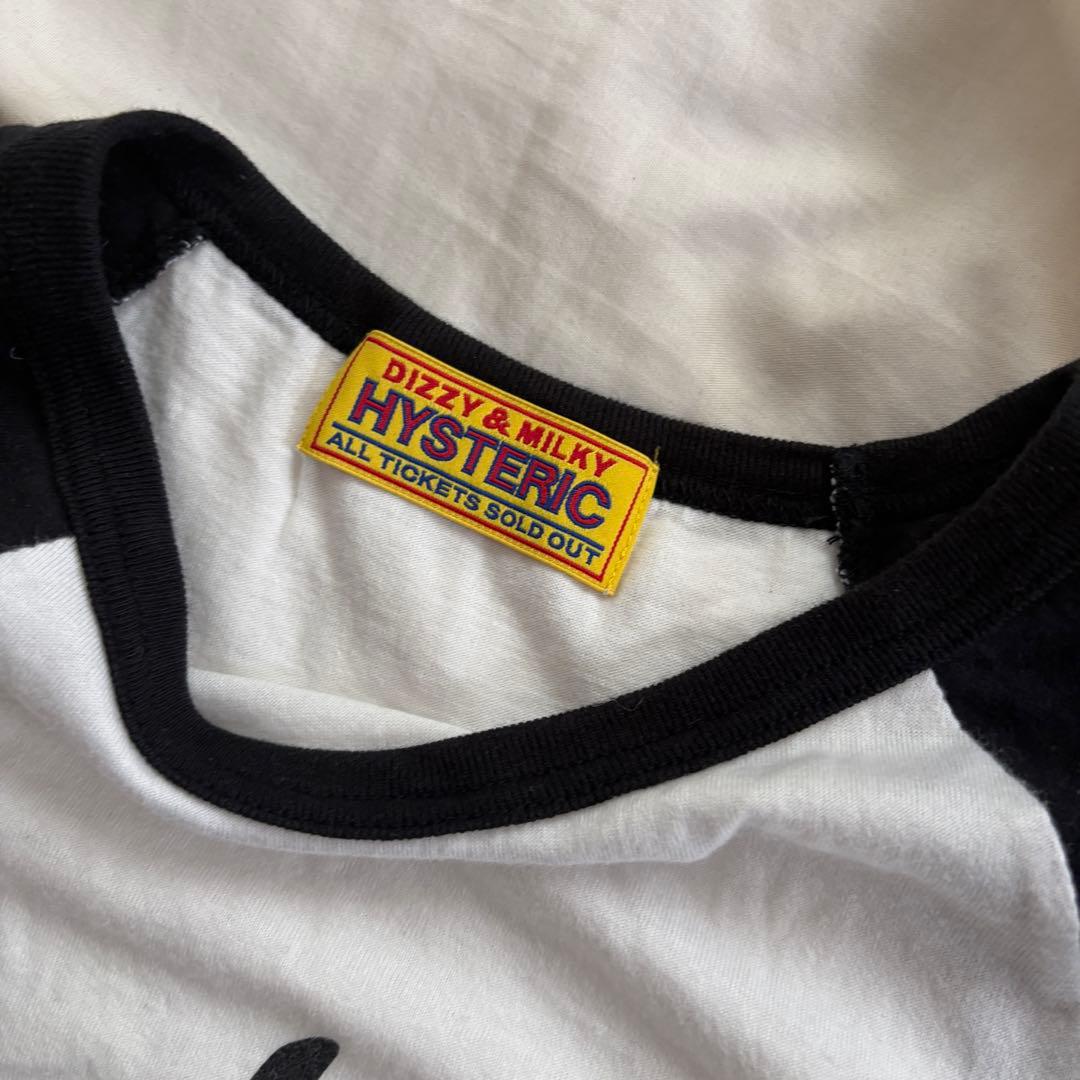 DIZZY & MILKY
HYSTERIC
ALL TICKETS SOLD OUT